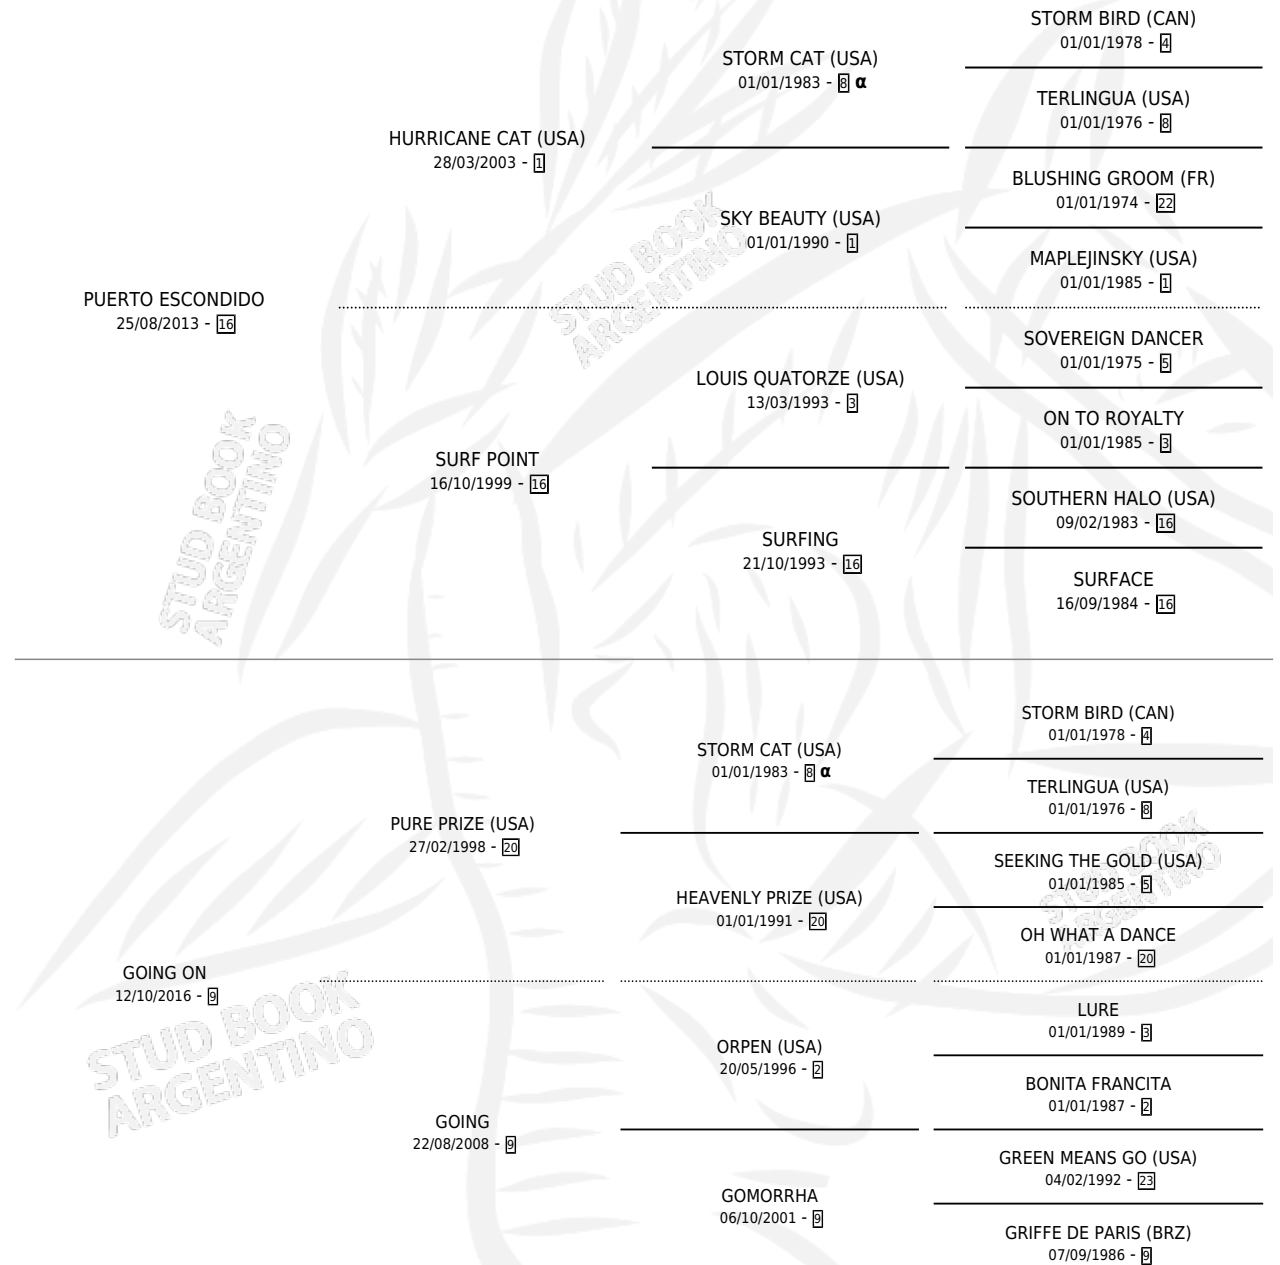 STORM BIRD (CAN)
01/01/1978 - 4
STORM CAT (USA)
01/01/1983 - 8 α
TERLINGUA (USA)
01/01/1976 - 8
HURRICANE CAT (USA)
28/03/2003 - 1
BLUSHING GROOM (FR)
01/01/1974 - 22
SKY BEAUTY (USA)
01/01/1990 - 1
MAPLEJINSKY (USA)
01/01/1985 - 1
PUERTO ESCONDIDO
25/08/2013 - 16
SOVEREIGN DANCER
01/01/1975 - 5
LOUIS QUATORZE (USA)
13/03/1993 - 3
ON TO ROYALTY
01/01/1985 - 3
SURF POINT
16/10/1999 - 16
SOUTHERN HALO (USA)
09/02/1983 - 16
SURFING
21/10/1993 - 16
SURFACE
16/09/1984 - 16
STUD BOOK
ARGENTINO
STUD BOOK
ARGENTINO
STORM BIRD (CAN)
01/01/1978 - 4
STORM CAT (USA)
01/01/1983 - 8 α
TERLINGUA (USA)
01/01/1976 - 8
PURE PRIZE (USA)
27/02/1998 - 20
SEEKING THE GOLD (USA)
01/01/1985 - 5
HEAVENLY PRIZE (USA)
01/01/1991 - 20
OH WHAT A DANCE
01/01/1987 - 20
GOING ON
12/10/2016 - 9
LURE
01/01/1989 - 3
ORPEN (USA)
20/05/1996 - 2
BONITA FRANCITA
01/01/1987 - 2
GOING
22/08/2008 - 9
GREEN MEANS GO (USA)
04/02/1992 - 23
GOMORRHA
06/10/2001 - 9
GRIFFE DE PARIS (BRZ)
07/09/1986 - 9
STUD BOOK
ARGENTINO
STUD BOOK
ARGENTINO